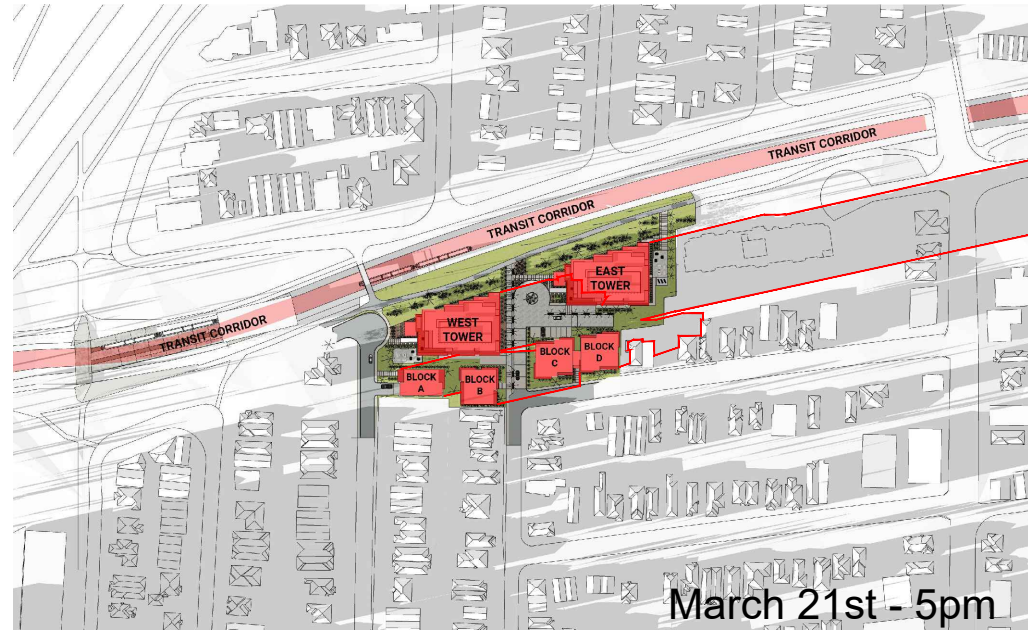 TRANSIT CORRIDOR
TRANSIT CORRIDOR
TRANSIT CORRIDOR
EAST
TOWER
WEST
TOWER
BLOCK
A
BLOCK
B
BLOCK
C
BLOCK
D
March 21st - 5pm